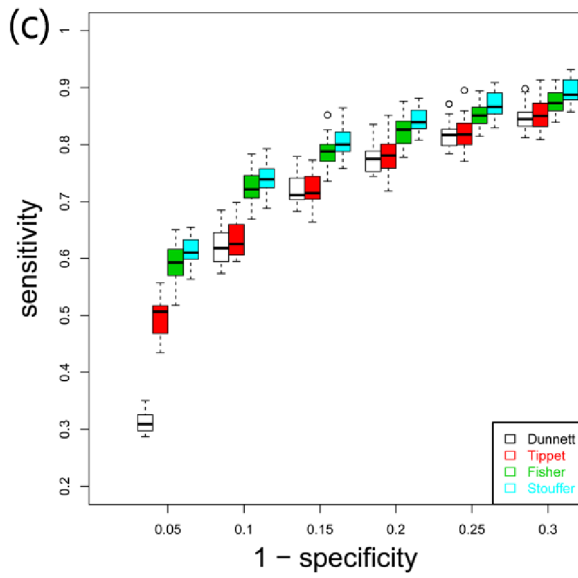 (c)
1
0.9
0.8
0.7
0.6
0.5
0.4
0.3
0.2
sensitivity
Dunnett
Tippet
Fisher
Stouffer
0.05 0.1 0.15 0.2 0.25 0.3
1 − specificity